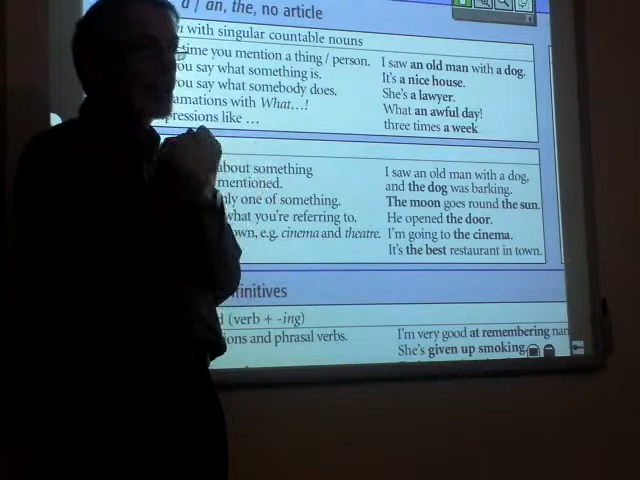 a / an, the, no article
with singular countable nouns
time you mention a thing / person. I saw an old man with a dog.
you say what something is. It's a nice house.
you say what somebody does. She's a lawyer.
amations with What…! What an awful day!
pressions like … three times a week
about something I saw an old man with a dog,
mentioned. and the dog was barking.
nly one of something. The moon goes round the sun.
what you're referring to. He opened the door.
own, e.g. cinema and theatre. I'm going to the cinema.
It's the best restaurant in town.
finitives
d (verb + -ing)
ions and phrasal verbs. I'm very good at remembering nam
She's given up smoking